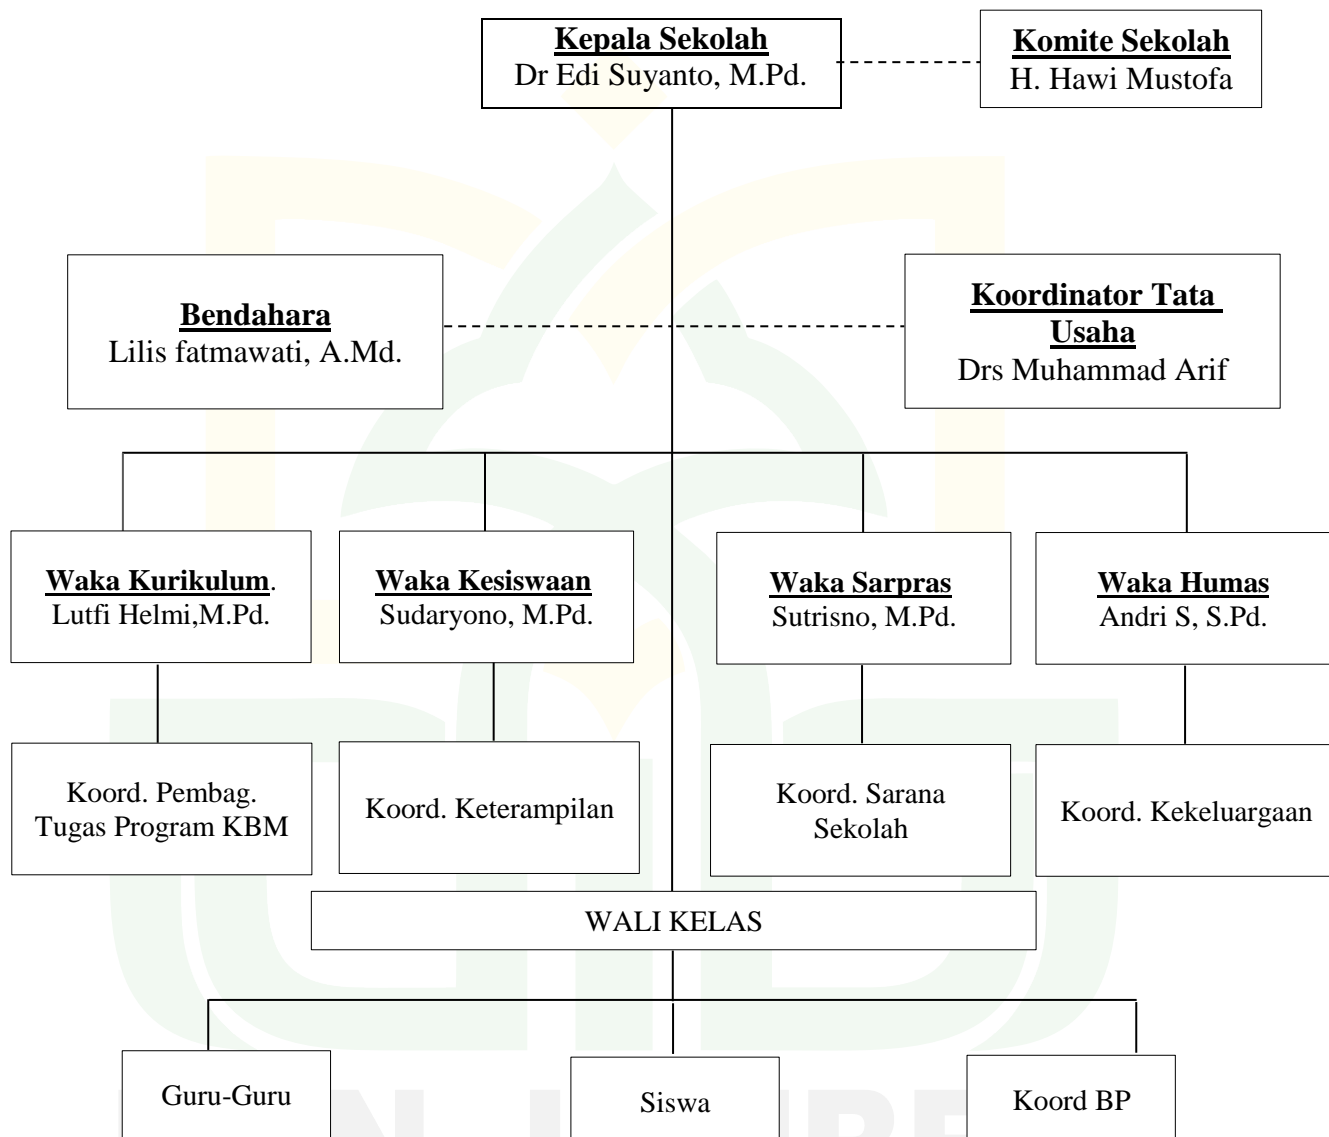 Kepala Sekolah
Dr Edi Suyanto, M.Pd.
Komite Sekolah
H. Hawi Mustofa
Bendahara
Lilis fatmawati, A.Md.
Koordinator Tata
Usaha
Drs Muhammad Arif
Waka Kurikulum.
Lutfi Helmi,M.Pd.
Waka Kesiswaan
Sudaryono, M.Pd.
Waka Sarpras
Sutrisno, M.Pd.
Waka Humas
Andri S, S.Pd.
Koord. Pembag.
Tugas Program KBM
Koord. Keterampilan
Koord. Sarana
Sekolah
Koord. Kekeluargaan
WALI KELAS
Guru-Guru
Siswa
Koord BP